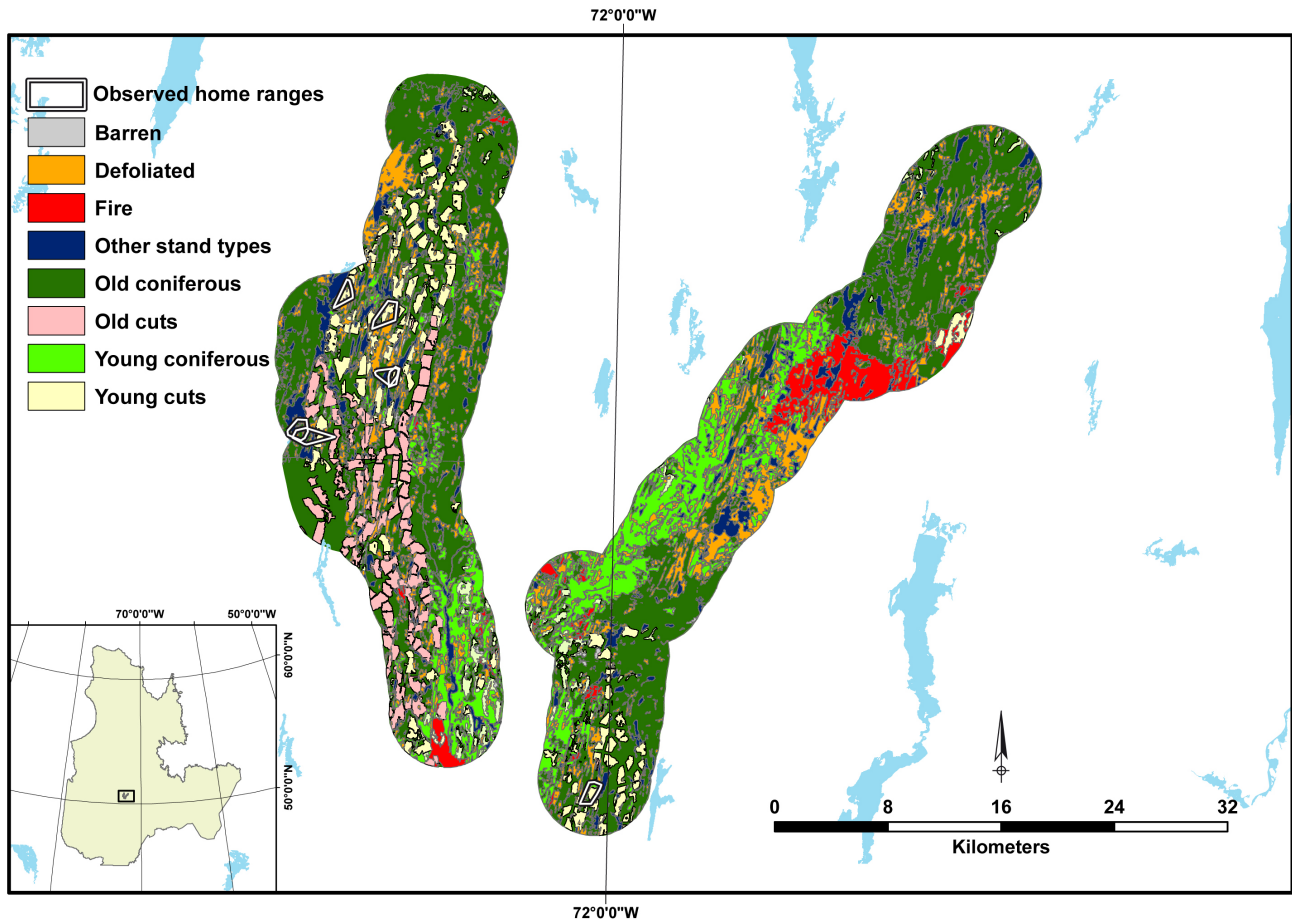 72°0'0"W
Observed home ranges
Barren
Defoliated
Fire
Other stand types
Old coniferous
Old cuts
Young coniferous
Young cuts
70°0'0"W
50°0'0"W
60°0'0"N
50°0'0"N
0 8 16 24 32
Kilometers
72°0'0"W